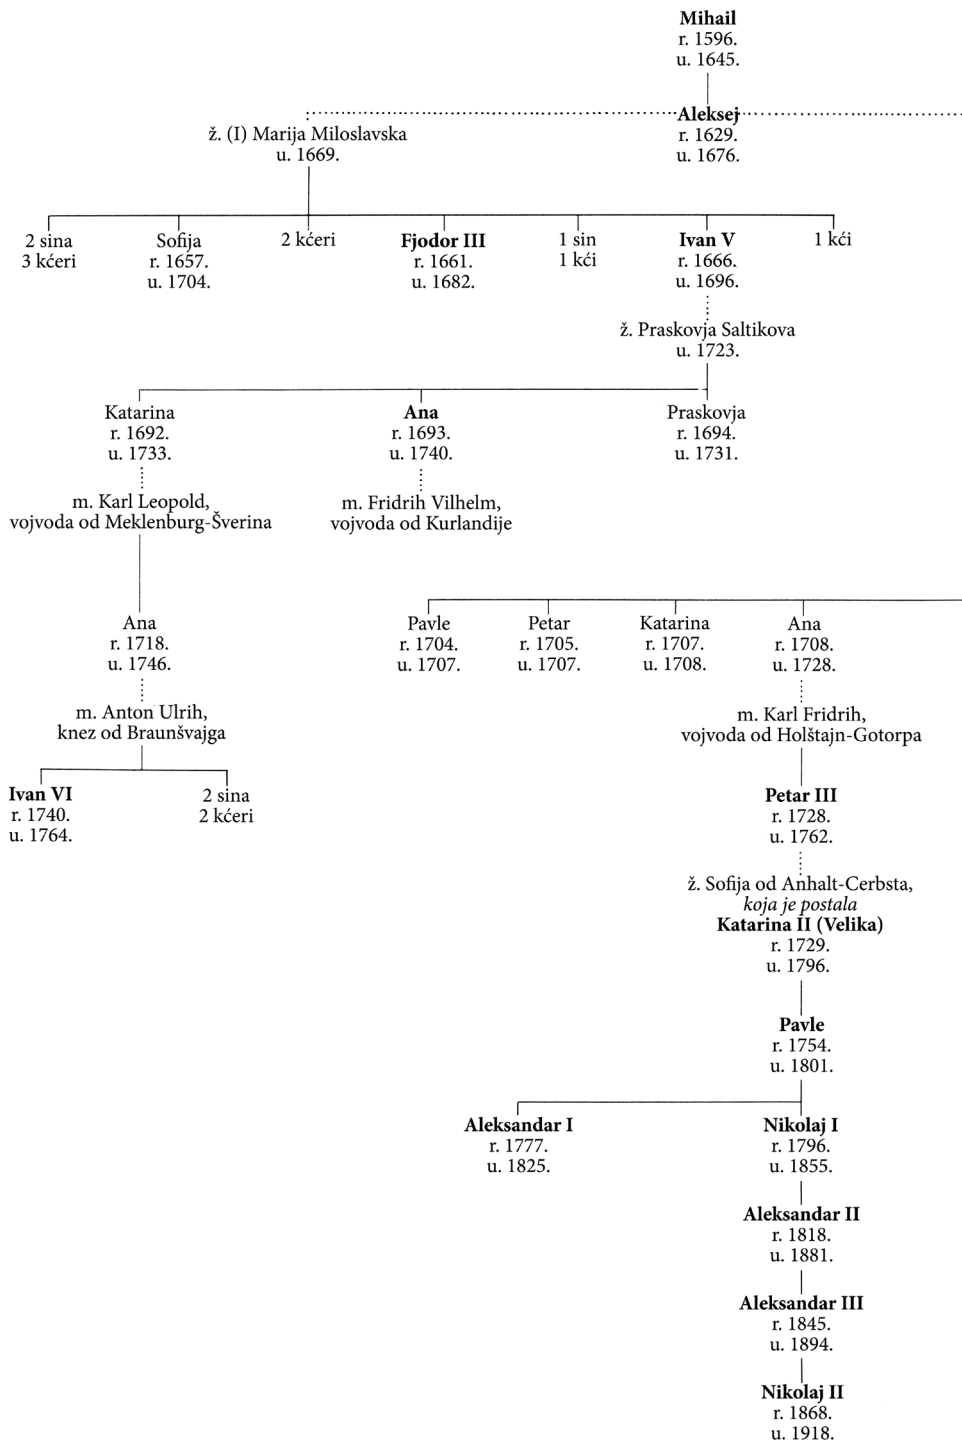 Mihail
r. 1596.
u. 1645.
Aleksej
r. 1629.
u. 1676.
ž. (I) Marija Miloslavska
u. 1669.
2 sina
3 kćeri
Sofija
r. 1657.
u. 1704.
2 kćeri
Fjodor III
r. 1661.
u. 1682.
1 sin
1 kći
Ivan V
r. 1666.
u. 1696.
1 kći
ž. Praskovja Saltikova
u. 1723.
Katarina
r. 1692.
u. 1733.
Ana
r. 1693.
u. 1740.
Praskovja
r. 1694.
u. 1731.
m. Karl Leopold,
vojvoda od Meklenburg-Šverina
m. Fridrih Vilhelm,
vojvoda od Kurlandije
Ana
r. 1718.
u. 1746.
Pavle
r. 1704.
u. 1707.
Petar
r. 1705.
u. 1707.
Katarina
r. 1707.
u. 1708.
Ana
r. 1708.
u. 1728.
m. Anton Ulrih,
knez od Braunšvajga
m. Karl Fridrih,
vojvoda od Holštajn-Gotorpa
Ivan VI
r. 1740.
u. 1764.
2 sina
2 kćeri
Petar III
r. 1728.
u. 1762.
ž. Sofija od Anhalt-Cerbsta,
koja je postala
Katarina II (Velika)
r. 1729.
u. 1796.
Pavle
r. 1754.
u. 1801.
Aleksandar I
r. 1777.
u. 1825.
Nikolaj I
r. 1796.
u. 1855.
Aleksandar II
r. 1818.
u. 1881.
Aleksandar III
r. 1845.
u. 1894.
Nikolaj II
r. 1868.
u. 1918.